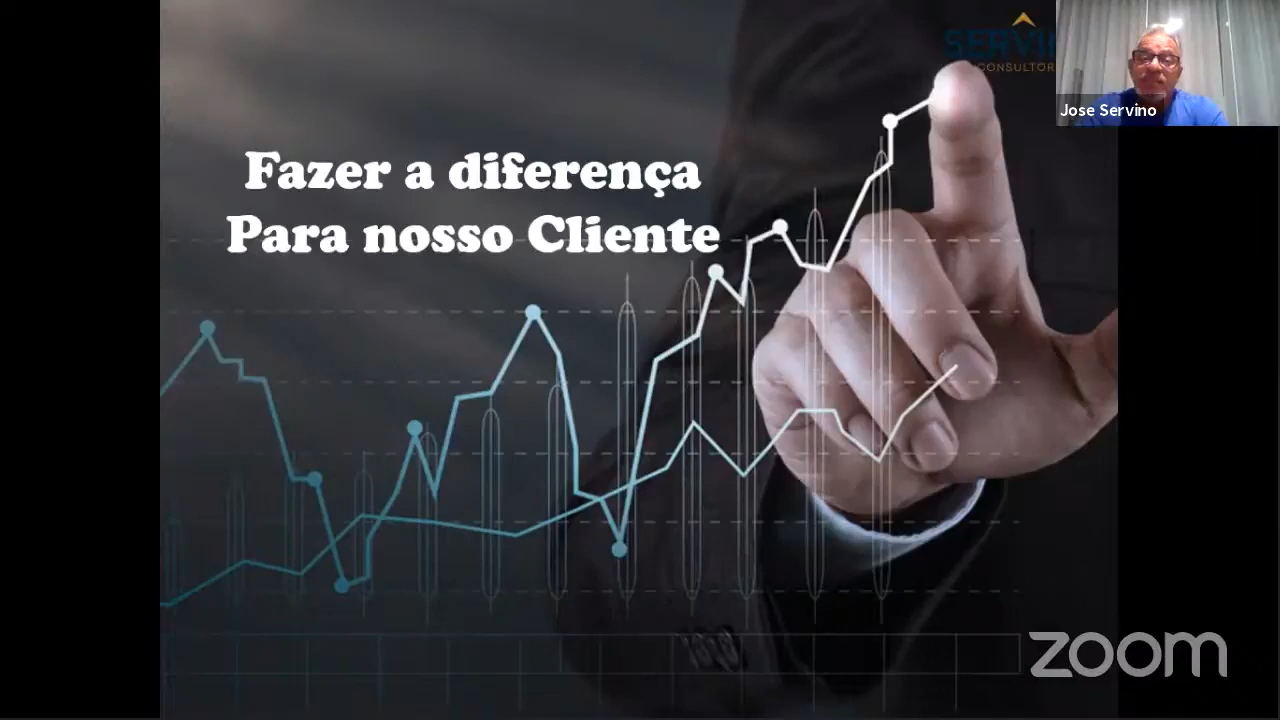 Fazer a diferença
Para nosso Cliente
Jose Servino
zoom